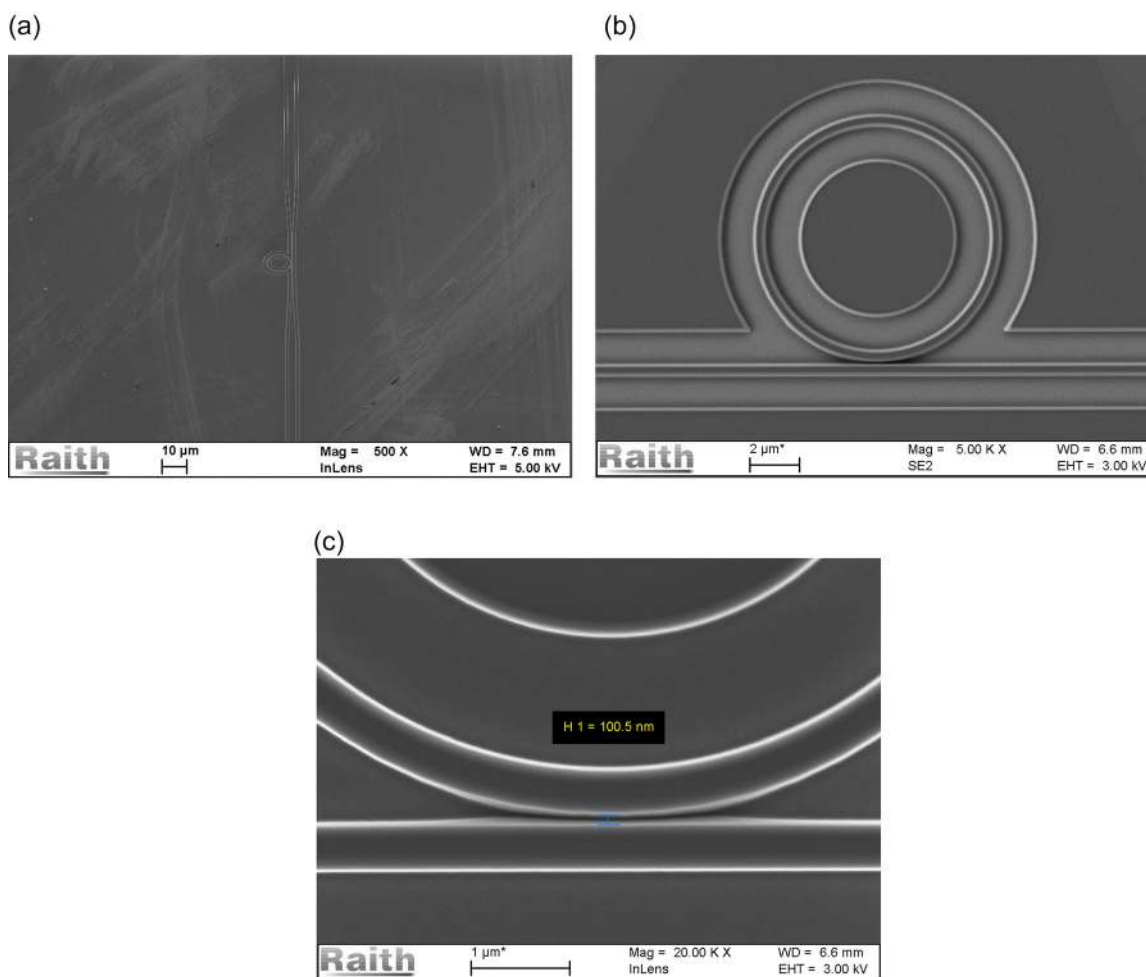 (a)
(b)
Raith
10 µm
Mag = 500 X
WD = 7.6 mm
InLens
EHT = 5.00 kV
Raith
2 µm*
Mag = 5.00 K X
WD = 6.6 mm
SE2
EHT = 3.00 kV
(c)
H 1 = 100.5 nm
Raith
1 µm*
Mag = 20.00 K X
WD = 6.6 mm
InLens
EHT = 3.00 kV